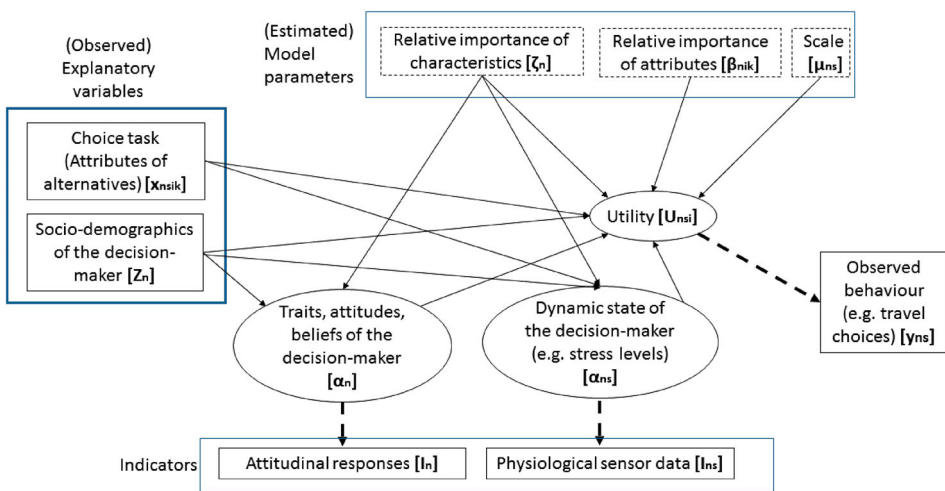 (Observed)
Explanatory
variables
(Estimated)
Model
parameters
Relative importance of
characteristics [ζn]
Relative importance
of attributes [βnik]
Scale
[μns]
Choice task
(Attributes of
alternatives) [xnsik]
Socio-demographics
of the decision-
maker [Zn]
Utility [Unsi]
Traits, attitudes,
beliefs of the
decision-maker
[αn]
Dynamic state of
the decision-maker
(e.g. stress levels)
[αns]
Observed
behaviour
(e.g. travel
choices) [yns]
Indicators
Attitudinal responses [In]
Physiological sensor data [Ins]